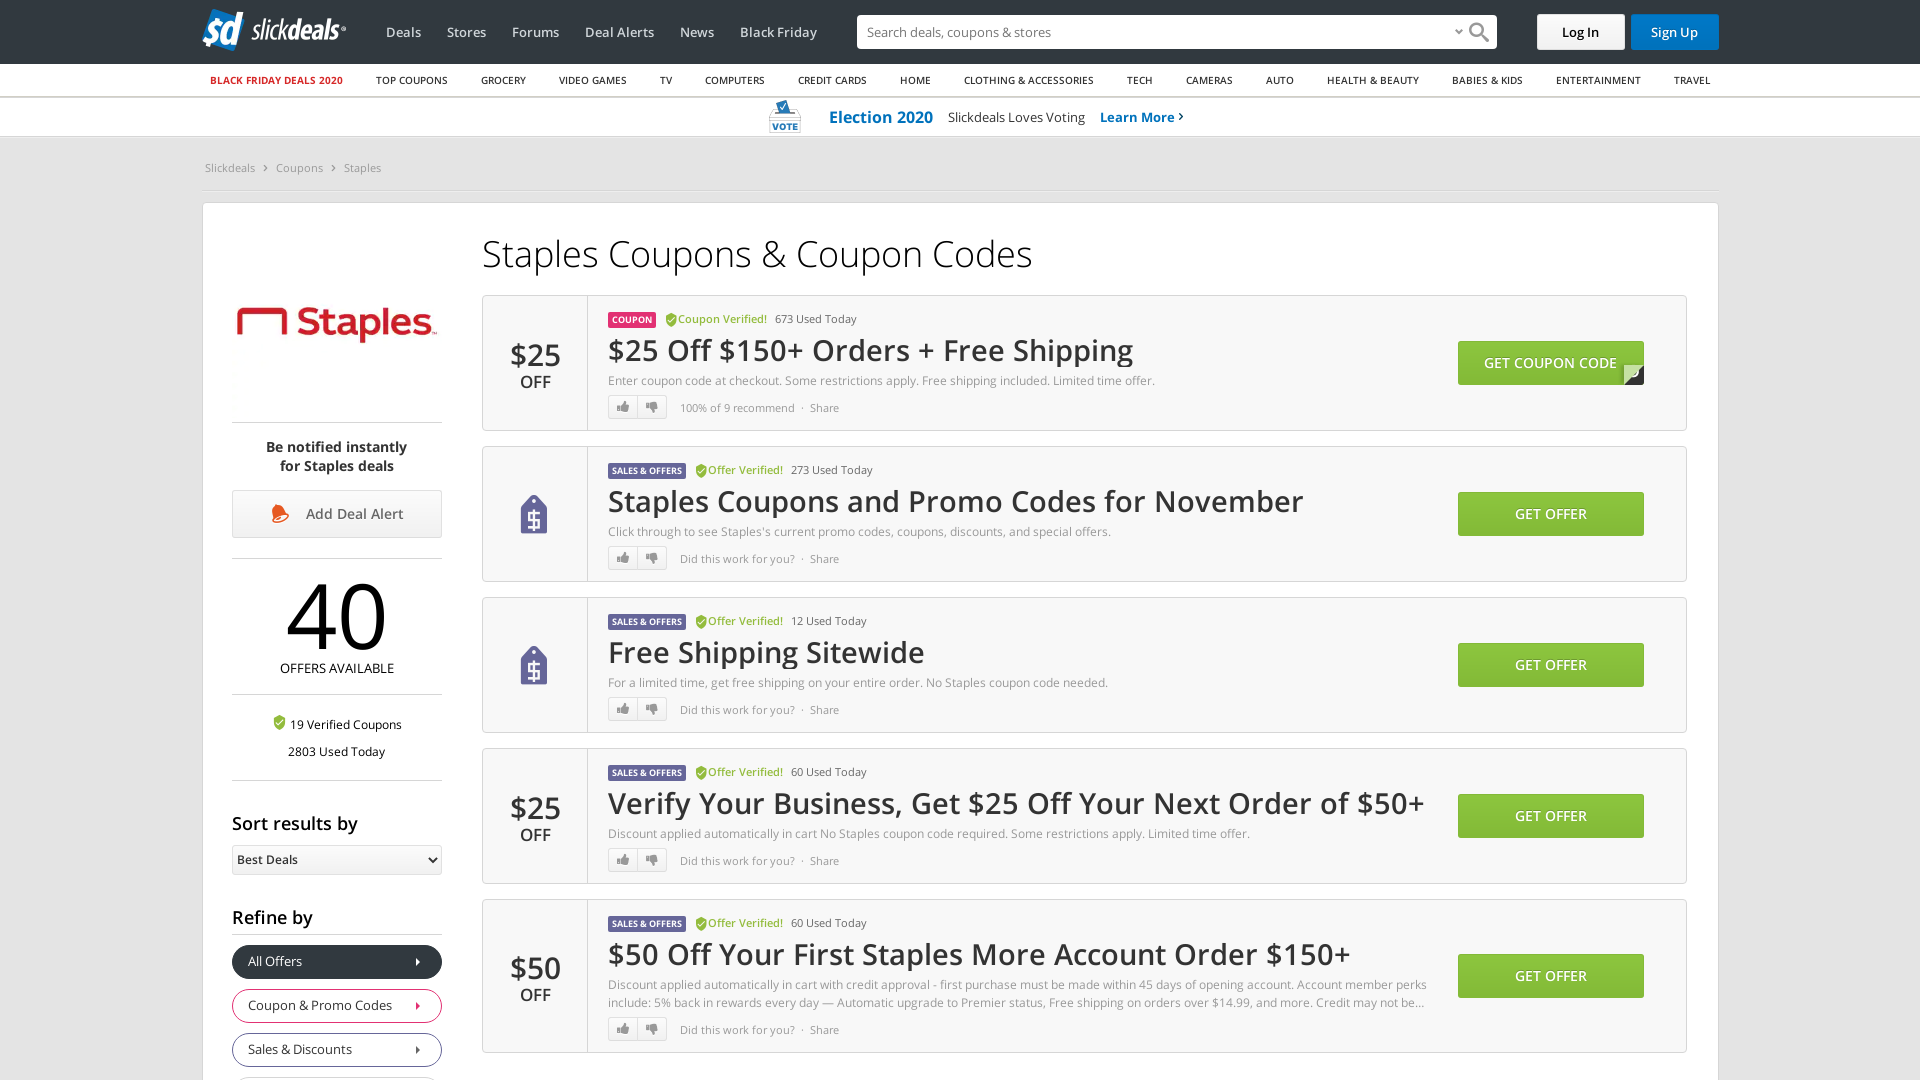 sd slickdeals
Deals
Stores
Forums
Deal Alerts
News
Black Friday
Search deals, coupons & stores
Log In
Sign Up
BLACK FRIDAY DEALS 2020
TOP COUPONS
GROCERY
VIDEO GAMES
TV
COMPUTERS
CREDIT CARDS
HOME
CLOTHING & ACCESSORIES
TECH
CAMERAS
AUTO
HEALTH & BEAUTY
BABIES & KIDS
ENTERTAINMENT
TRAVEL
VOTE
Election 2020
Slickdeals Loves Voting
Learn More
Slickdeals
Coupons
Staples
Staples
Be notified instantly
for Staples deals
Add Deal Alert
40
OFFERS AVAILABLE
19 Verified Coupons
2803 Used Today
Sort results by
Best Deals
Refine by
All Offers
Coupon & Promo Codes
Sales & Discounts
Staples Coupons & Coupon Codes
$25
OFF
COUPON Coupon Verified! 673 Used Today
$25 Off $150+ Orders + Free Shipping
Enter coupon code at checkout. Some restrictions apply. Free shipping included. Limited time offer.
100% of 9 recommend · Share
GET COUPON CODE
SALES & OFFERS Offer Verified! 273 Used Today
Staples Coupons and Promo Codes for November
Click through to see Staples's current promo codes, coupons, discounts, and special offers.
Did this work for you? · Share
GET OFFER
SALES & OFFERS Offer Verified! 12 Used Today
Free Shipping Sitewide
For a limited time, get free shipping on your entire order. No Staples coupon code needed.
Did this work for you? · Share
GET OFFER
$25
OFF
SALES & OFFERS Offer Verified! 60 Used Today
Verify Your Business, Get $25 Off Your Next Order of $50+
Discount applied automatically in cart No Staples coupon code required. Some restrictions apply. Limited time offer.
Did this work for you? · Share
GET OFFER
$50
OFF
SALES & OFFERS Offer Verified! 60 Used Today
$50 Off Your First Staples More Account Order $150+
Discount applied automatically in cart with credit approval - first purchase must be made within 45 days of opening account. Account member perks
include: 5% back in rewards every day — Automatic upgrade to Premier status, Free shipping on orders over $14.99, and more. Credit may not be...
Did this work for you? · Share
GET OFFER